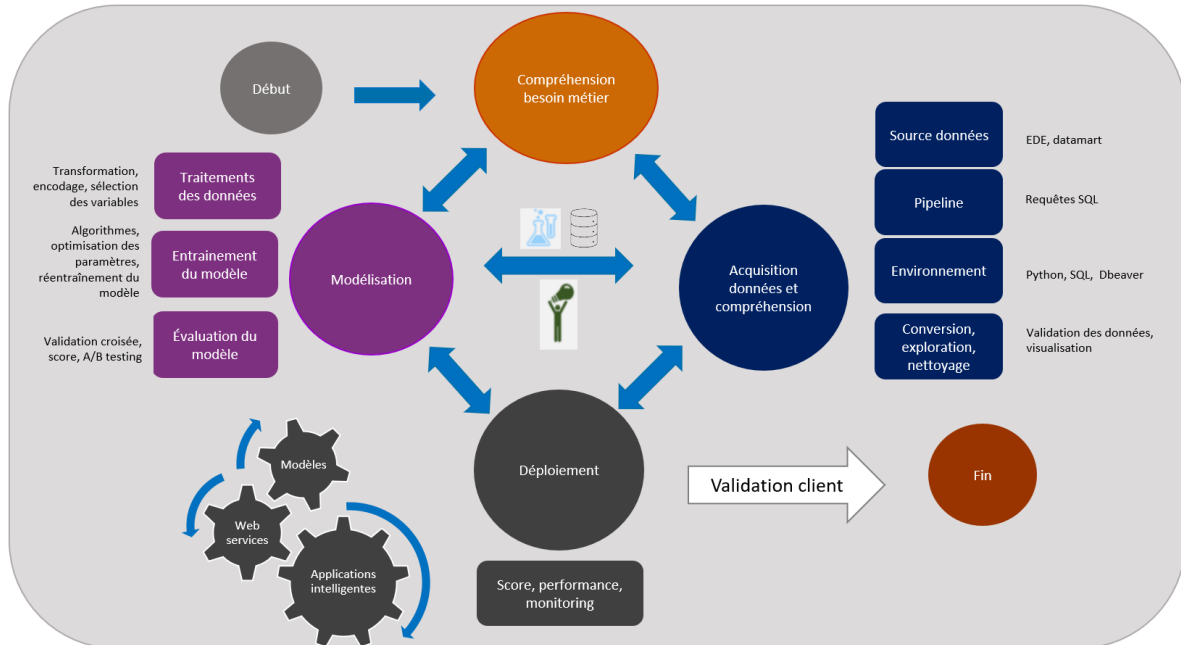 Début
Compréhension
besoin métier
Transformation,
encodage, sélection
des variables
Traitements
des données
Algorithmes,
optimisation des
paramètres,
réentraînement du
modèle
Entrainement
du modèle
Validation croisée,
score, A/B testing
Évaluation du
modèle
Modélisation
Acquisition
données et
compréhension
Source données
EDE, datamart
Pipeline
Requêtes SQL
Environnement
Python, SQL, Dbeaver
Conversion,
exploration,
nettoyage
Validation des données,
visualisation
Modèles
Web
services
Applications
intelligentes
Déploiement
Score, performance,
monitoring
Validation client
Fin